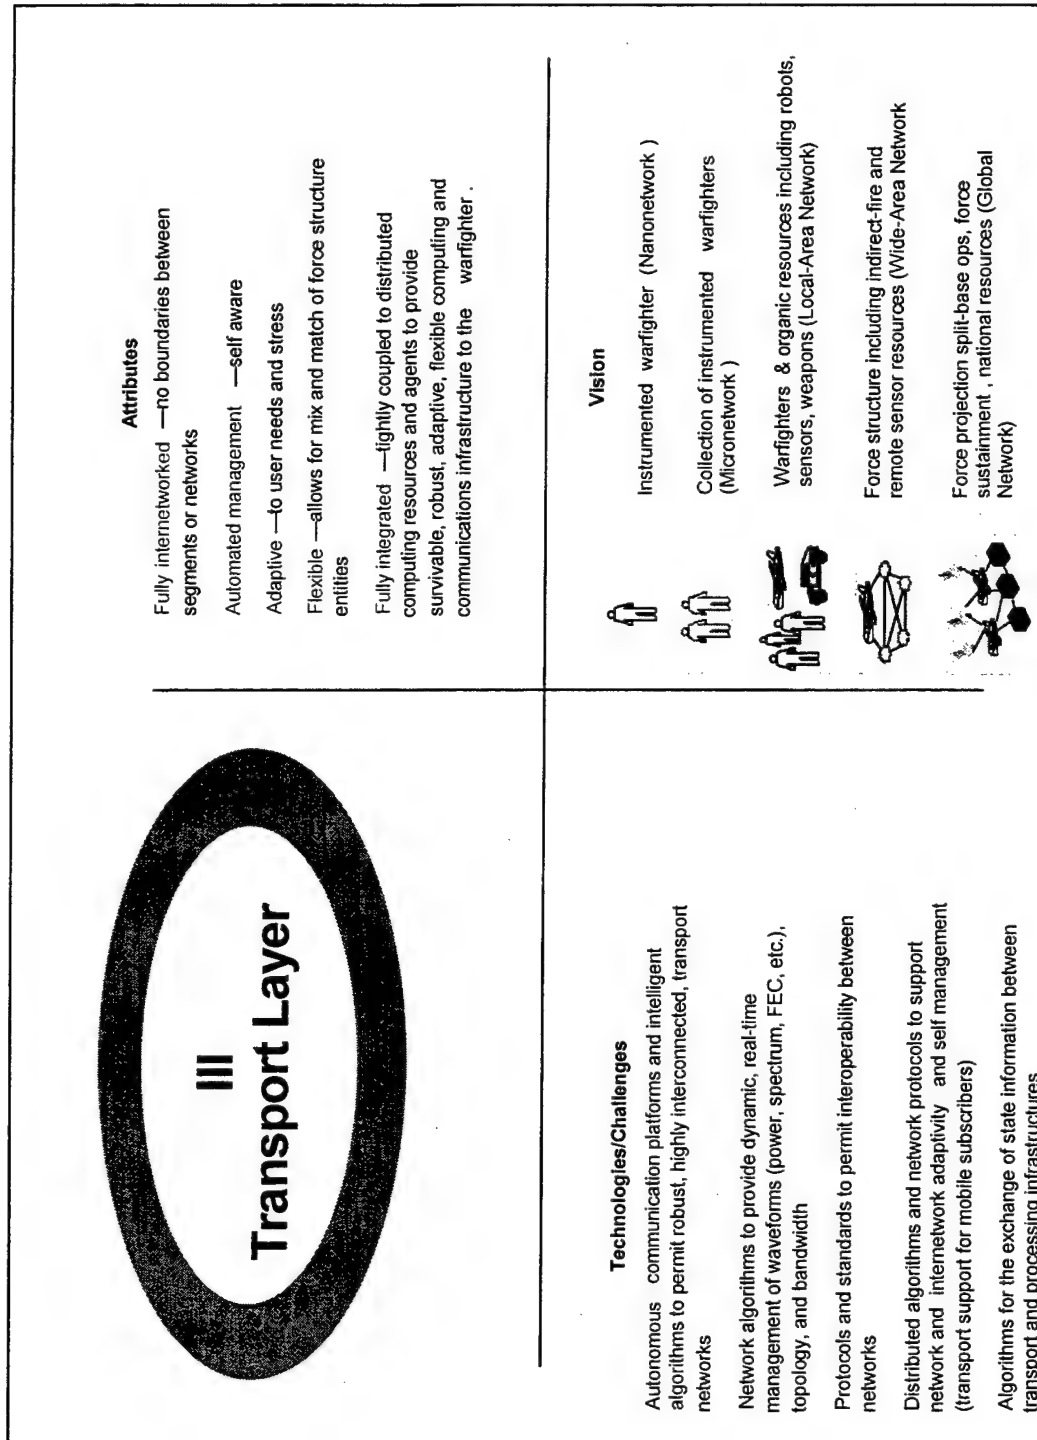 III
Transport Layer
Attributes
Fully internetworked —no boundaries between
segments or networks
Automated management —self aware
Adaptive —to user needs and stress
Flexible —allows for mix and match of force structure
entities
Fully integrated —tightly coupled to distributed
computing resources and agents to provide
survivable, robust, adaptive, flexible computing and
communications infrastructure to the warfighter .
Technologies/Challenges
Autonomous communication platforms and intelligent
algorithms to permit robust, highly interconnected, transport
networks
Network algorithms to provide dynamic, real-time
management of waveforms (power, spectrum, FEC, etc.),
topology, and bandwidth
Protocols and standards to permit interoperability between
networks
Distributed algorithms and network protocols to support
network and internetwork adaptivity and self management
(transport support for mobile subscribers)
Algorithms for the exchange of state information between
transport and processing infrastructures
Vision
Instrumented warfighter (Nanonetwork )
Collection of instrumented warfighters
(Micronetwork )
Warfighters & organic resources including robots,
sensors, weapons (Local-Area Network)
Force structure including indirect-fire and
remote sensor resources (Wide-Area Network
Force projection split-base ops, force
sustainment , national resources (Global
Network)